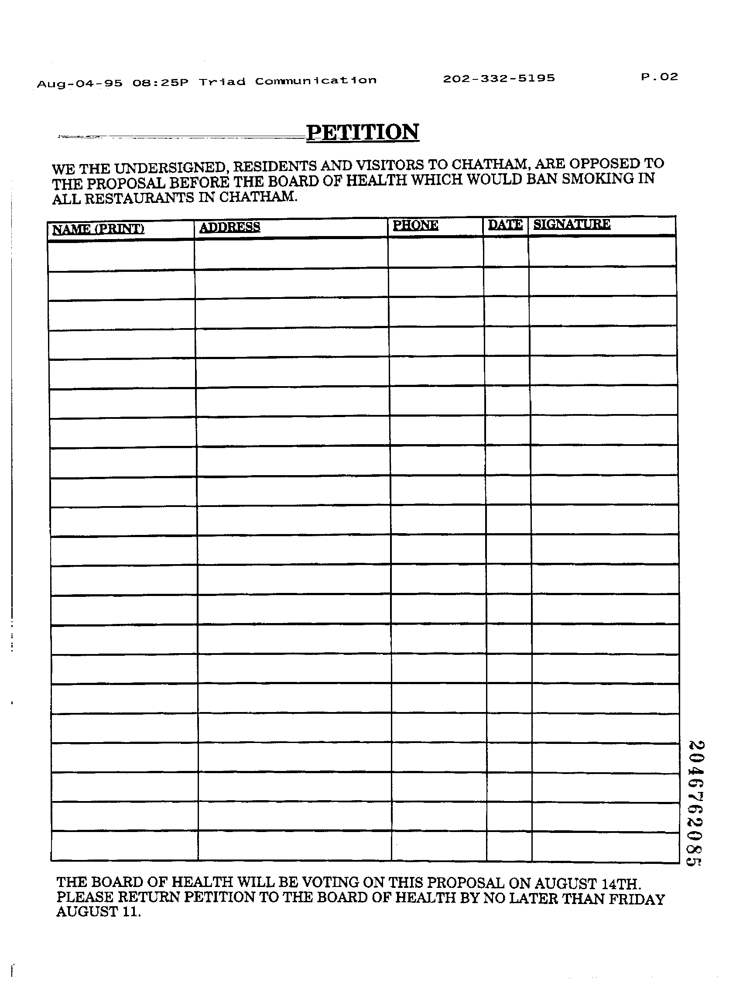 Aug-04-95 08:25P Triad Communication 202-332-5195 P.02
PETITION
WE THE UNDERSIGNED, RESIDENTS AND VISITORS TO CHATHAM, ARE OPPOSED TO
THE PROPOSAL BEFORE THE BOARD OF HEALTH WHICH WOULD BAN SMOKING IN
ALL RESTAURANTS IN CHATHAM.
NAME (PRINT) ADDRESS PHONE DATE SIGNATURE
2046762085
THE BOARD OF HEALTH WILL BE VOTING ON THIS PROPOSAL ON AUGUST 14TH.
PLEASE RETURN PETITION TO THE BOARD OF HEALTH BY NO LATER THAN FRIDAY
AUGUST 11.